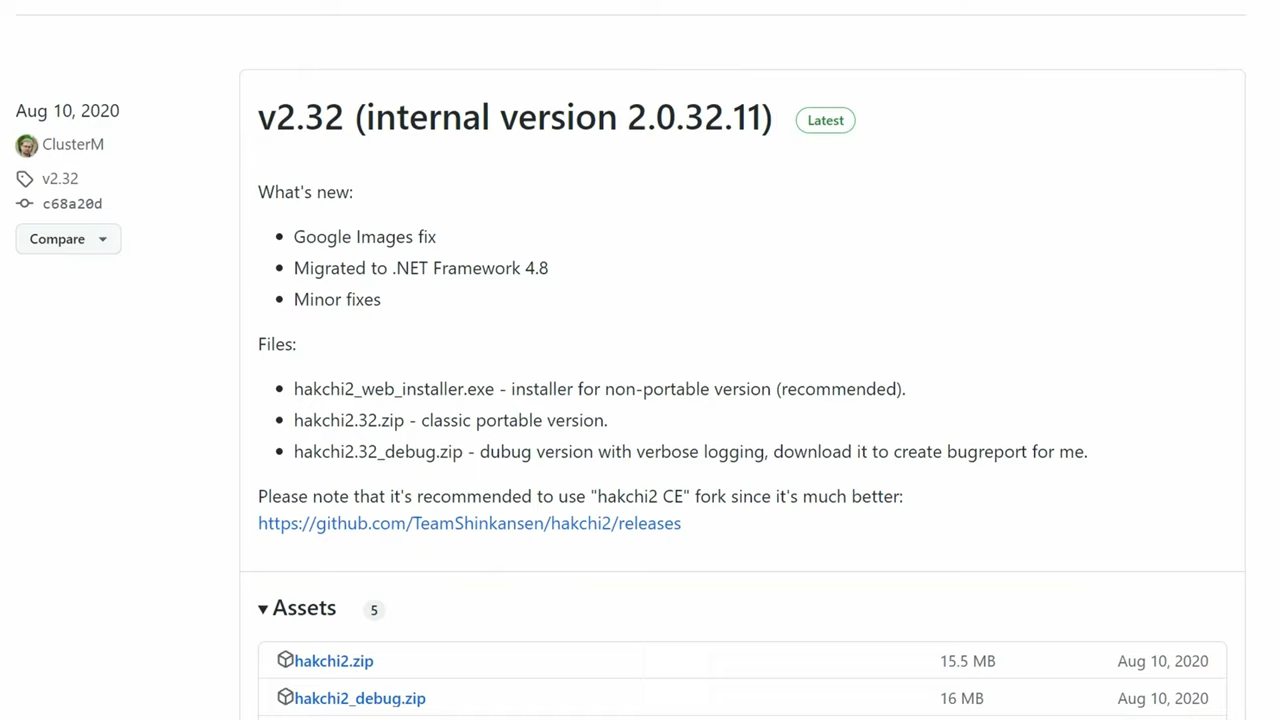 Aug 10, 2020
ClusterM
v2.32
c68a20d
Compare
v2.32 (internal version 2.0.32.11)
Latest
What's new:
Google Images fix
Migrated to .NET Framework 4.8
Minor fixes
Files:
hakchi2_web_installer.exe - installer for non-portable version (recommended).
hakchi2.32.zip - classic portable version.
hakchi2.32_debug.zip - dubug version with verbose logging, download it to create bugreport for me.
Please note that it's recommended to use "hakchi2 CE" fork since it's much better:
https://github.com/TeamShinkansen/hakchi2/releases
Assets 5
hakchi2.zip 15.5 MB Aug 10, 2020
hakchi2_debug.zip 16 MB Aug 10, 2020